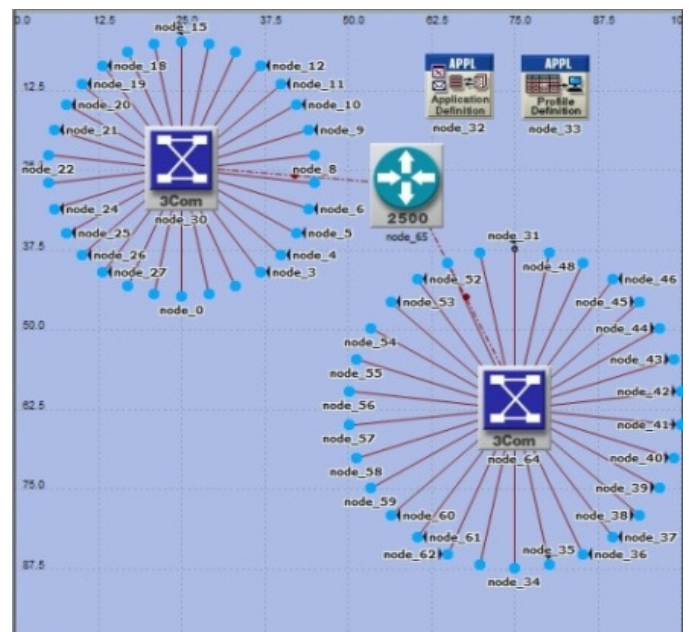 0.0 12.5 25.0 37.5 50.0 62.5 75.0 87.5
node_15
node_18 node_12
node_19 node_11
node_20 node_10
node_21 node_9
node_22 node_8
3Com
node_30
node_24 node_6
node_25 node_5
node_26 node_4
node_27 node_3
node_0
APPL
Application
Definition
node_32
APPL
Profile
Definition
node_33
2500
node_65
12.5
37.5
50.0
62.5
75.0
87.5
node_31
node_48
node_52 node_46
node_53 node_45
node_54 node_44
node_55 node_43
node_56 node_42
3Com
node_64
node_57 node_41
node_58 node_40
node_59 node_39
node_60 node_38
node_61 node_37
node_62 node_35 node_36
node_34